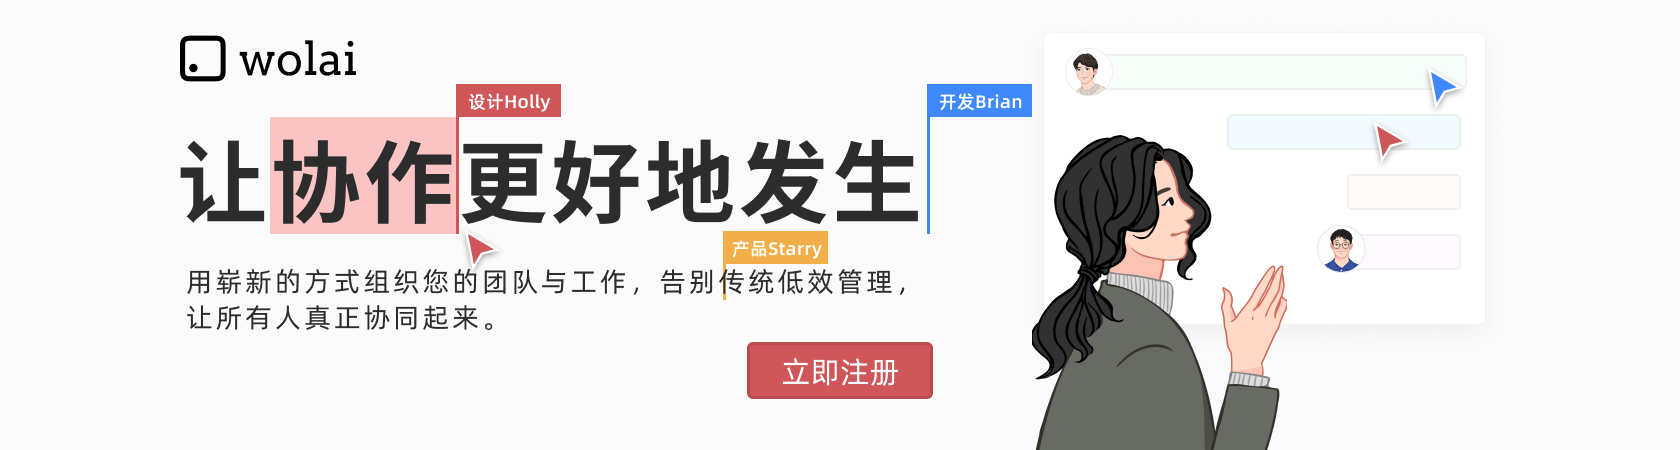 wolai
设计Holly
开发Brian
让协作更好地发生
产品Starry
用崭新的方式组织您的团队与工作，告别传统低效管理，
让所有人真正协同起来。
立即注册